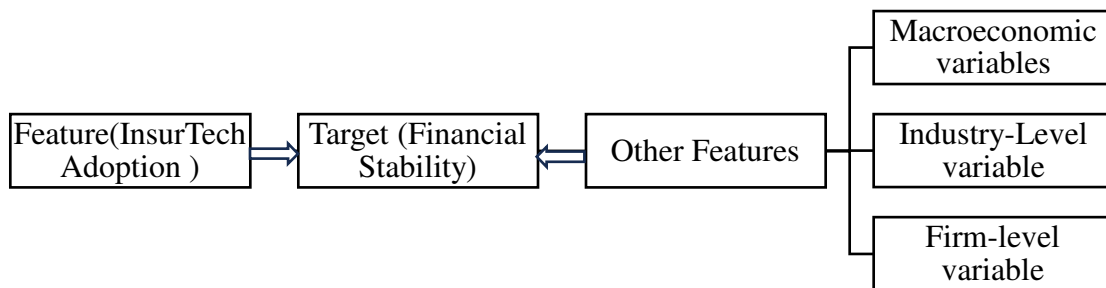 Feature(InsurTech
Adoption )
Target (Financial
Stability)
Other Features
Macroeconomic
variables
Industry-Level
variable
Firm-level
variable